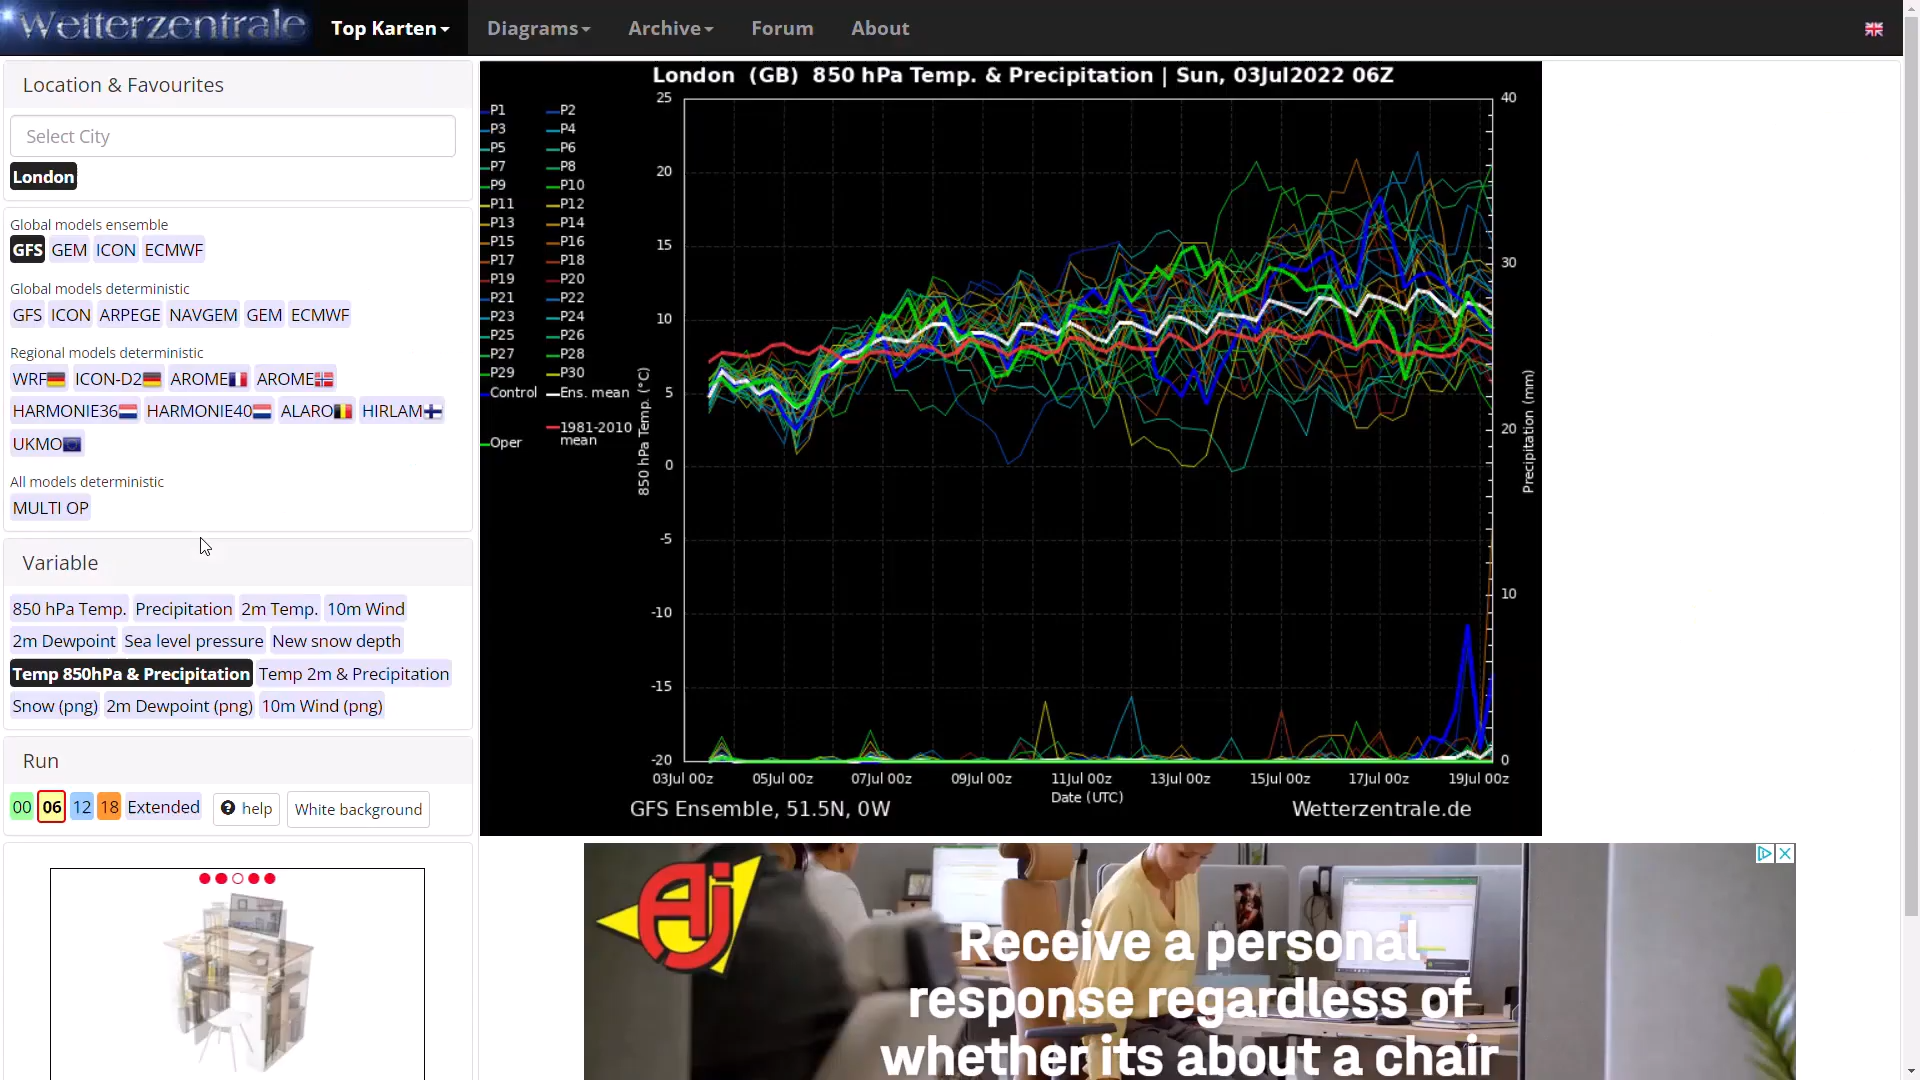 Wetterzentrale
Top Karten
Diagrams
Archive
Forum
About
Location & Favourites
Select City
London
Global models ensemble
GFS GEM ICON ECMWF
Global models deterministic
GFS ICON ARPEGE NAVGEM GEM ECMWF
Regional models deterministic
WRF ICON-D2 AROME AROME
HARMONIE36 HARMONIE40 ALARO HIRLAM
UKMO
All models deterministic
MULTI OP
Variable
850 hPa Temp. Precipitation 2m Temp. 10m Wind
2m Dewpoint Sea level pressure New snow depth
Temp 850hPa & Precipitation Temp 2m & Precipitation
Snow (png) 2m Dewpoint (png) 10m Wind (png)
Run
00 06 12 18 Extended help White background
London (GB) 850 hPa Temp. & Precipitation | Sun, 03Jul2022 06Z
P1 P2
P3 P4
P5 P6
P7 P8
P9 P10
P11 P12
P13 P14
P15 P16
P17 P18
P19 P20
P21 P22
P23 P24
P25 P26
P27 P28
P29 P30
Control Ens. mean
Oper 1981-2010
mean
850 hPa Temp. (°C)
25
20
15
10
5
0
-5
-10
-15
-20
40
30
20
10
0
Precipitation (mm)
03Jul 00z 05Jul 00z 07Jul 00z 09Jul 00z 11Jul 00z 13Jul 00z 15Jul 00z 17Jul 00z 19Jul 00z
Date (UTC)
GFS Ensemble, 51.5N, 0W
Wetterzentrale.de
AJ
Receive a personal
response regardless of
whether its about a chair